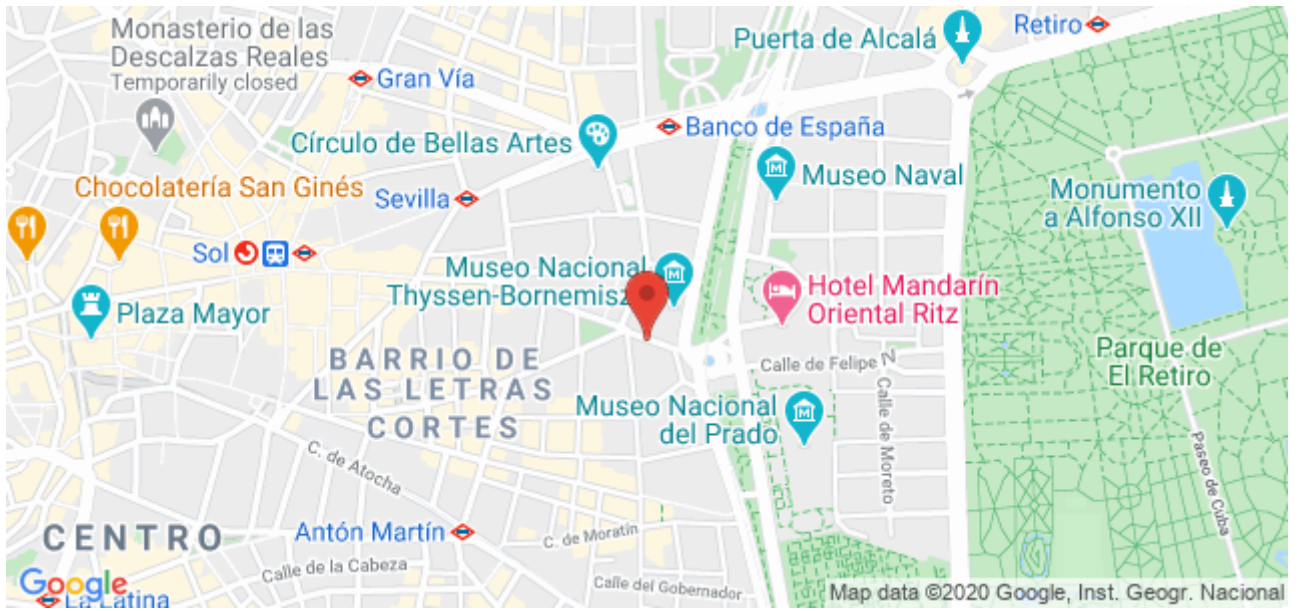 Monasterio de las
Descalzas Reales
Temporarily closed
Gran Vía
Puerta de Alcalá
Retiro
Círculo de Bellas Artes
Banco de España
Chocolatería San Ginés
Sevilla
Museo Naval
Monumento
a Alfonso XII
Sol
Museo Nacional
Thyssen-Bornemisz
Hotel Mandarín
Oriental Ritz
Plaza Mayor
BARRIO DE
LAS LETRAS
CORTES
Calle de Felipe
Parque de
El Retiro
Museo Nacional
del Prado
Calle de Moreto
C. de Atocha
Paseo de Cuba
CENTRO
Antón Martín
C. de Moratín
Calle de la Cabeza
Calle del Gobernador
Google
La Latina
Map data ©2020 Google, Inst. Geogr. Nacional